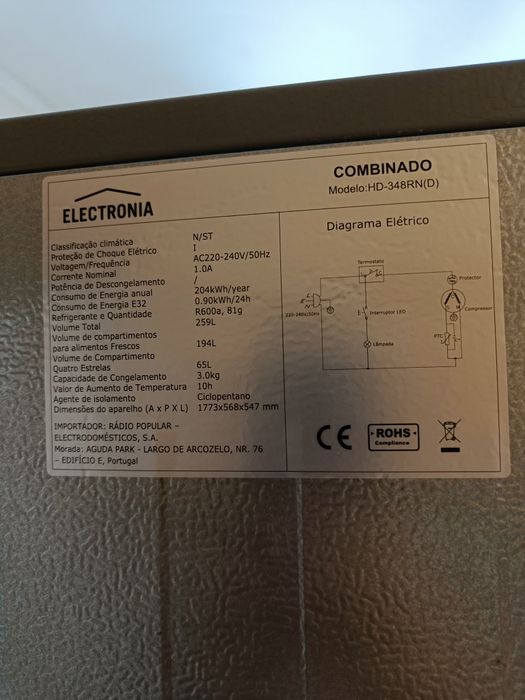 ELECTRONIA
COMBINADO
Modelo:HD-348RN(D)
Classificação climática N/ST
Proteção de Choque Elétrico I
Voltagem/Frequência AC220-240V/50Hz
Corrente Nominal 1.0A
Potência de Descongelamento /
Consumo de Energia anual 204kWh/year
Consumo de Energia E32 0.90kWh/24h
Refrigerante e Quantidade R600a, 81g
Volume Total 259L
Volume de compartimentos
para alimentos Frescos 194L
Volume de Compartimento
Quatro Estrelas 65L
Capacidade de Congelamento 3.0kg
Valor de Aumento de Temperatura 10h
Agente de isolamento Ciclopentano
Dimensões do aparelho (A x P X L) 1773x568x547 mm
IMPORTADOR: RÁDIO POPULAR –
ELECTRODOMÉSTICOS, S.A.
Morada: AGUDA PARK - LARGO DE ARCOZELO, NR. 76
– EDIFÍCIO E, Portugal
Diagrama Elétrico
Termostato
Protector
Compressor
220-240V/50Hz
Interruptor LED
PTC
Lâmpada
CE
ROHS
Compliance